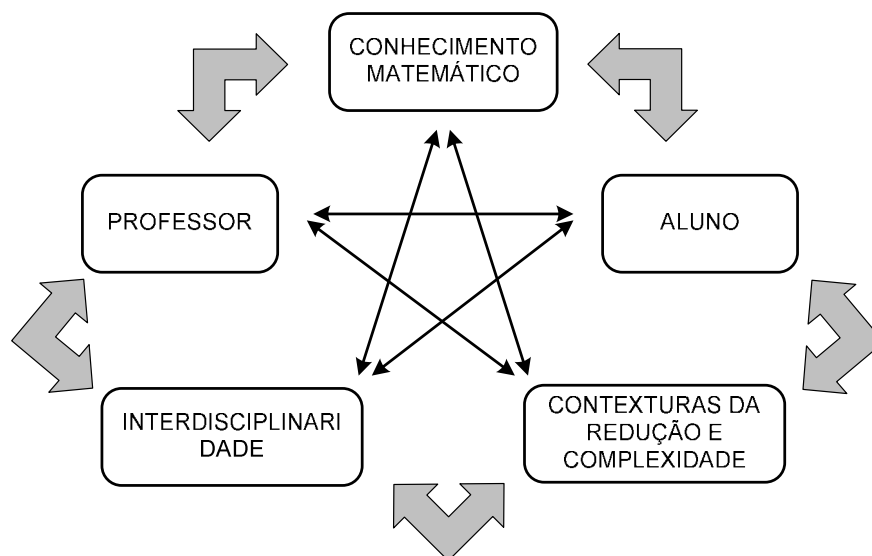 CONHECIMENTO
MATEMÁTICO
PROFESSOR
ALUNO
INTERDISCIPLINARI
DADE
CONTEXTURAS DA
REDUÇÃO E
COMPLEXIDADE